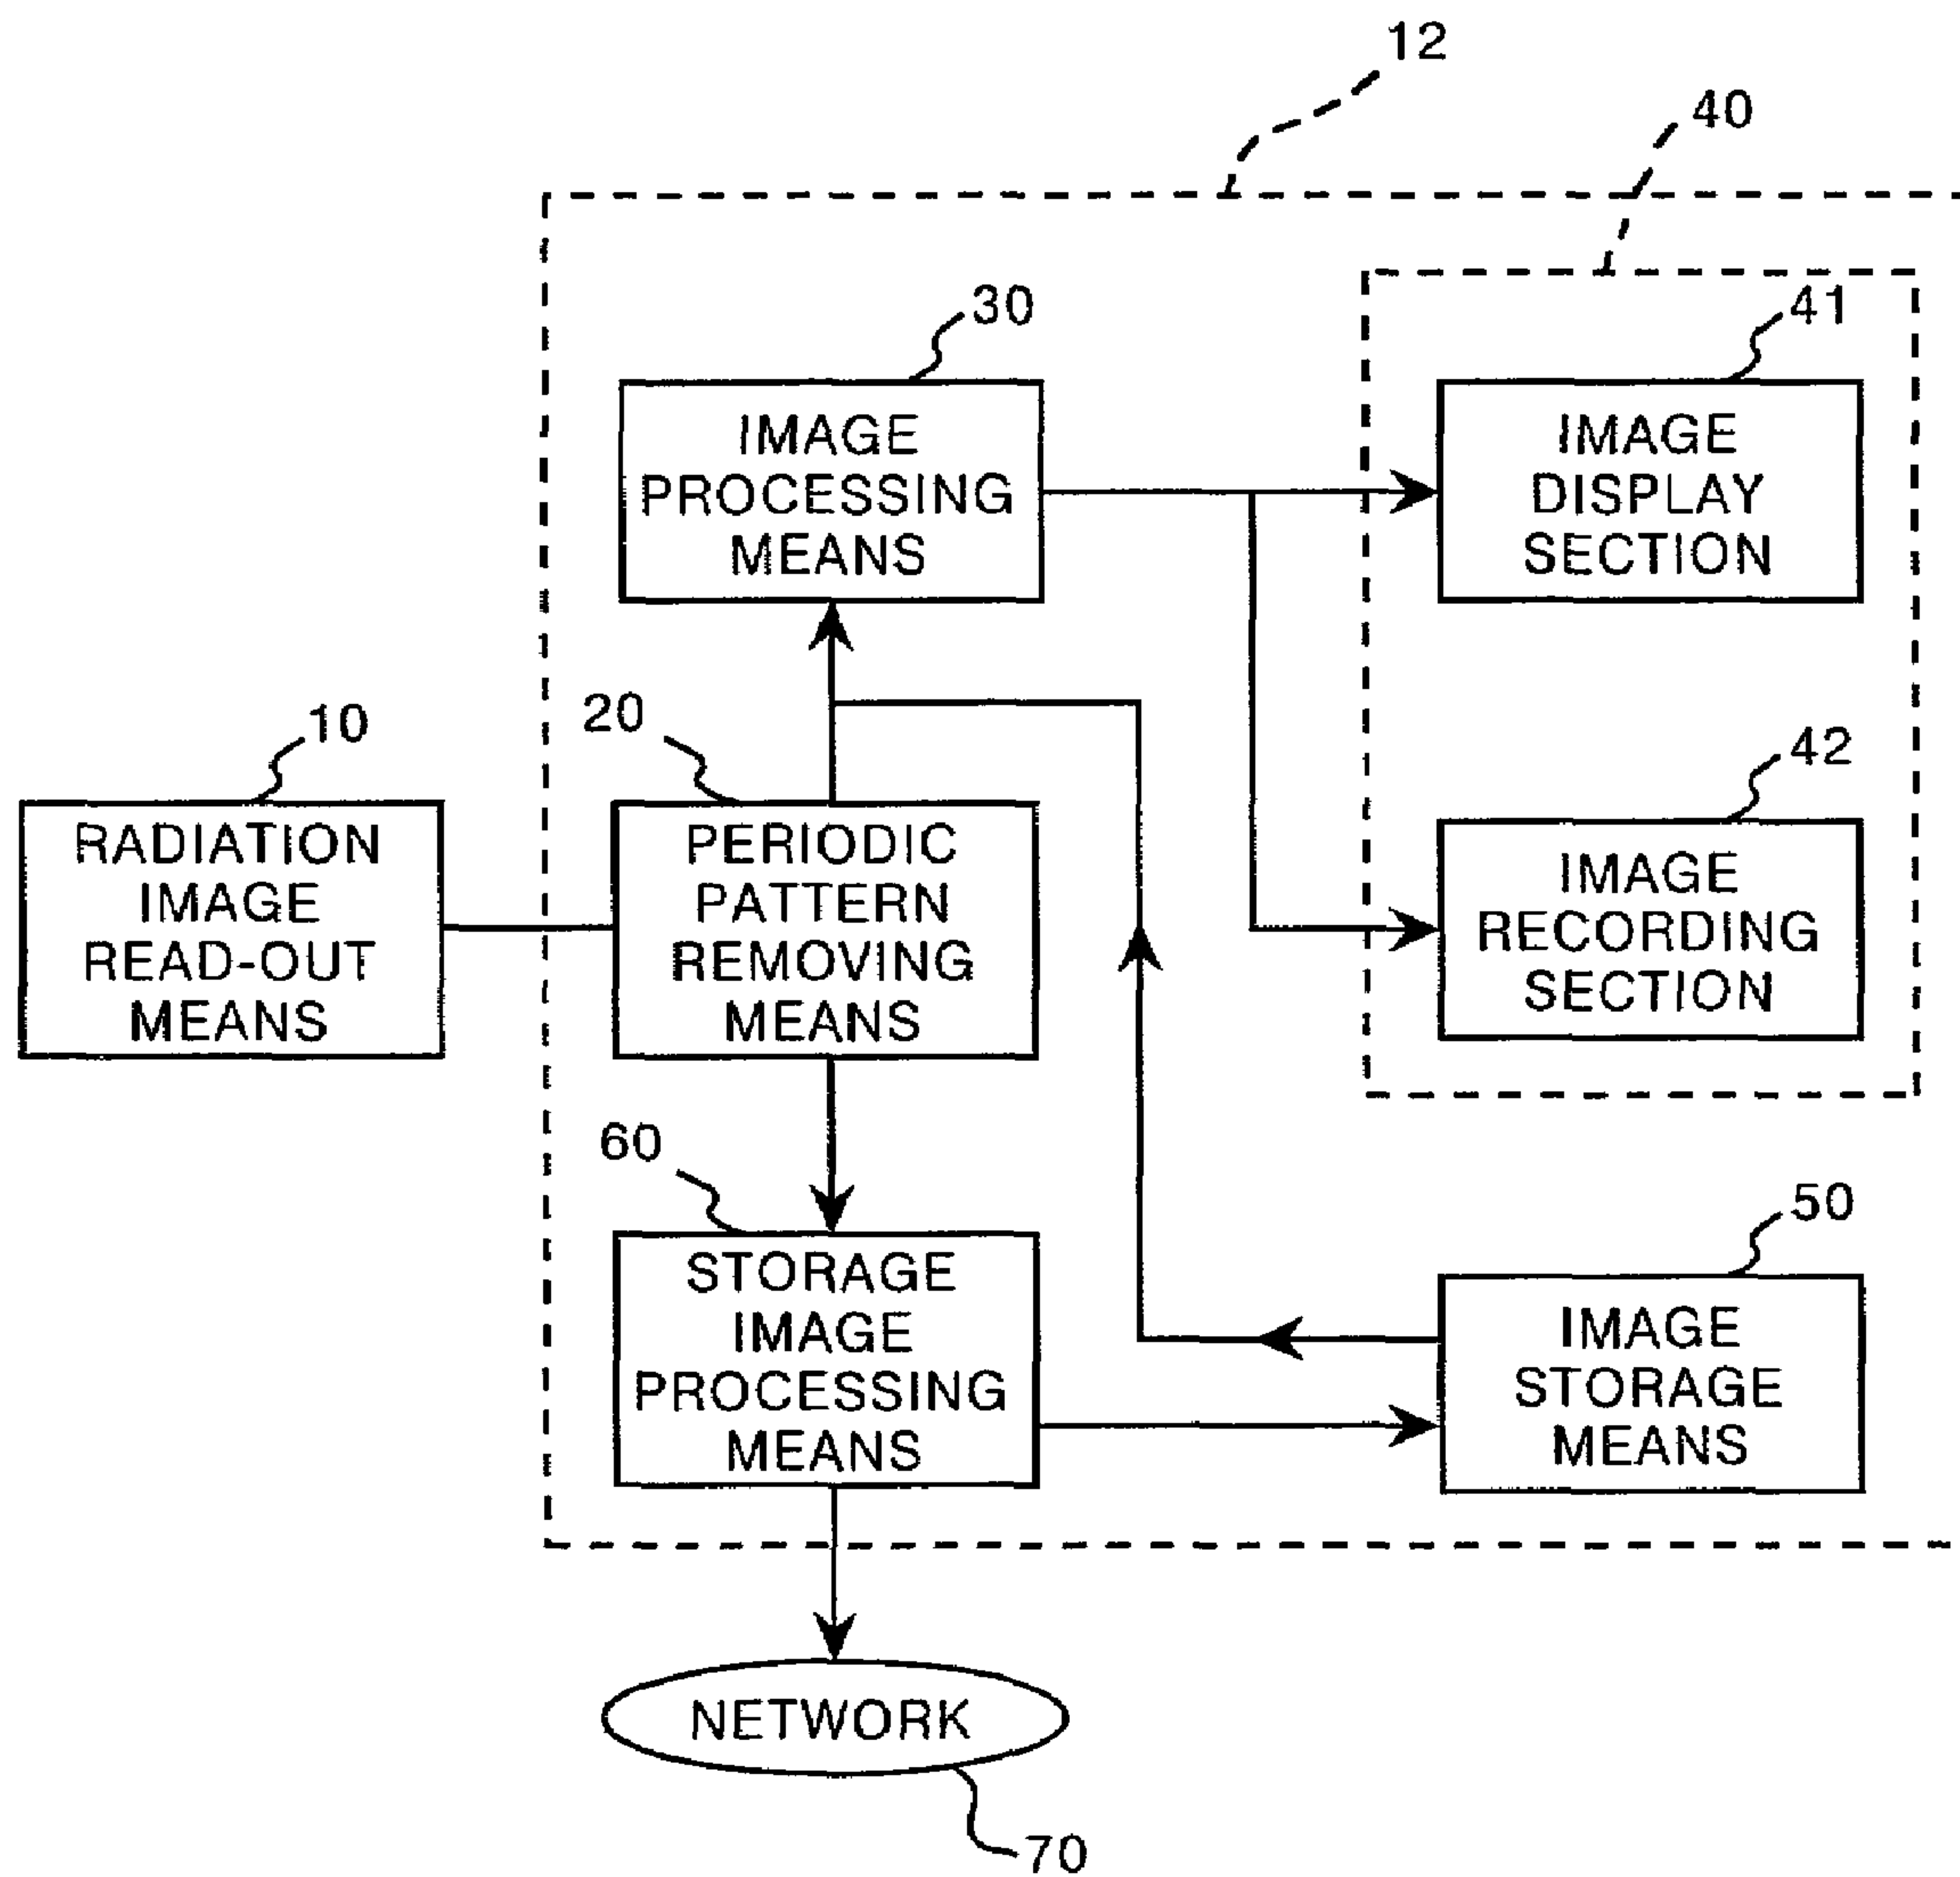 12
40
30
IMAGE
PROCESSING
MEANS
41
IMAGE
DISPLAY
SECTION
10
RADIATION
IMAGE
READ-OUT
MEANS
20
PERIODIC
PATTERN
REMOVING
MEANS
42
IMAGE
RECORDING
SECTION
60
STORAGE
IMAGE
PROCESSING
MEANS
50
IMAGE
STORAGE
MEANS
NETWORK
70